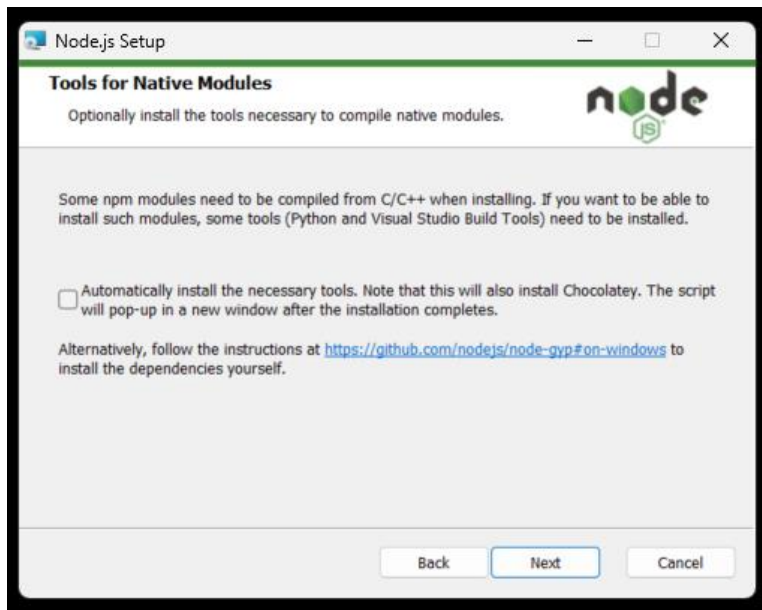 Node.js Setup
Tools for Native Modules
Optionally install the tools necessary to compile native modules.
node
JS
Some npm modules need to be compiled from C/C++ when installing. If you want to be able to
install such modules, some tools (Python and Visual Studio Build Tools) need to be installed.
Automatically install the necessary tools. Note that this will also install Chocolatey. The script
will pop-up in a new window after the installation completes.
Alternatively, follow the instructions at https://github.com/nodejs/node-gyp#on-windows to
install the dependencies yourself.
Back Next Cancel